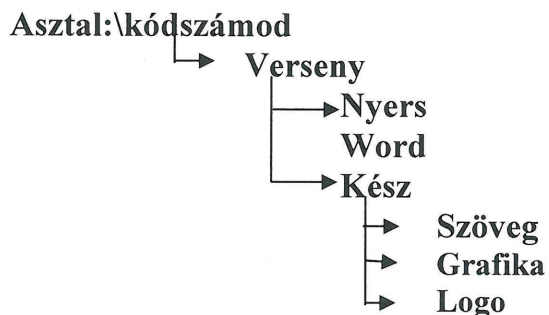 Asztal:\kódszámod
Verseny
Nyers
Word
Kész
Szöveg
Grafika
Logo